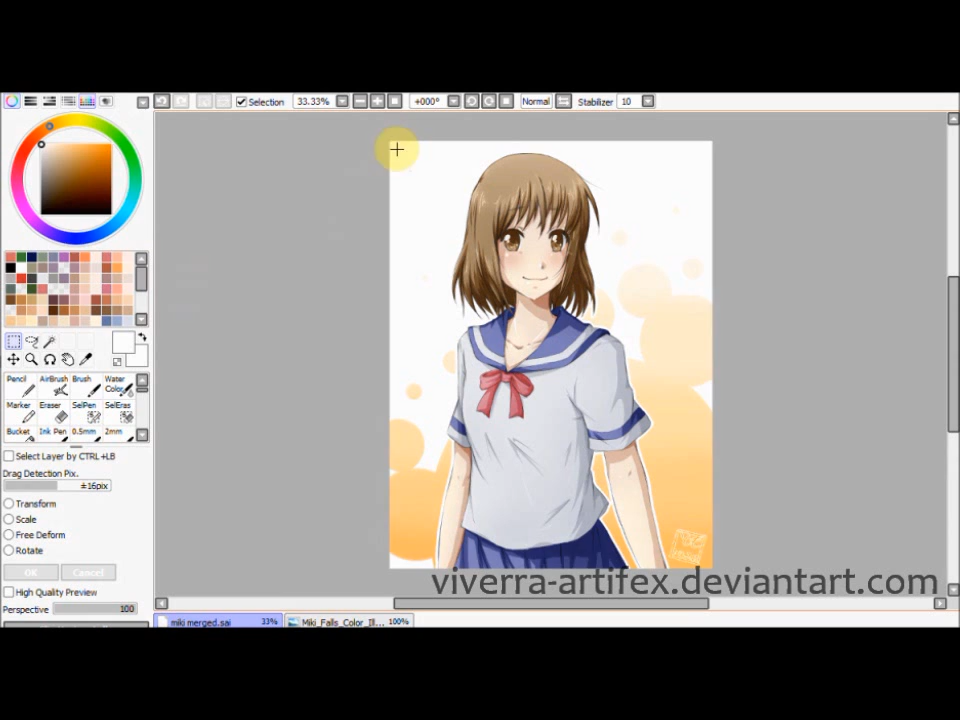 Selection 33.33% +000° Normal Stabilizer 10
Pencil AirBrush Brush Water Color
Marker Eraser SelPen SelEras
Bucket Ink Pen 0.5mm 2mm
Select Layer by CTRL+LB
Drag Detection Pix.
±16pix
Transform
Scale
Free Deform
Rotate
OK Cancel
High Quality Preview
Perspective 100
viverra-artifex.deviantart.com
miki merged.sai 33% Miki_Falls_Color_Ill... 100%